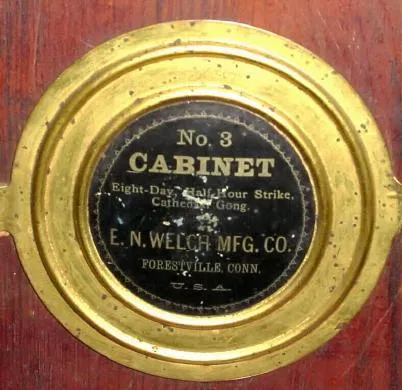 No. 3
CABINET
Eight-Day, Half-Hour Strike,
Cathedral Gong.
E. N. WELCH MFG. CO.
FORESTVILLE, CONN.
U.S.A.